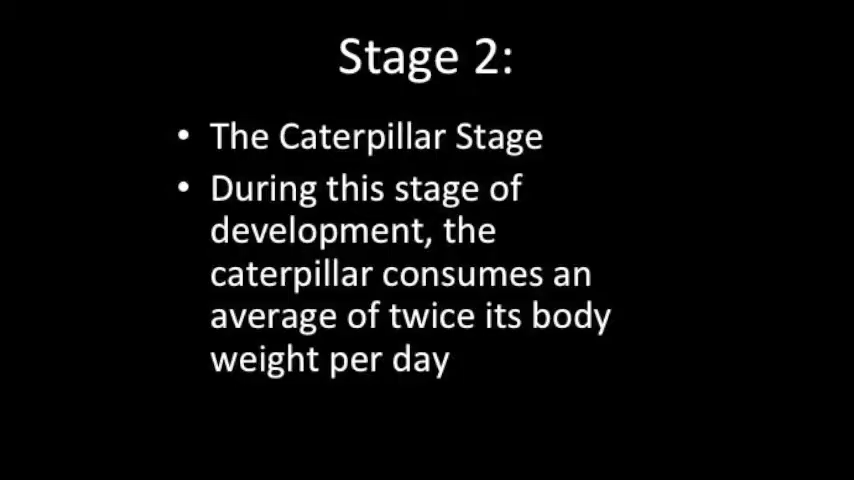 Stage 2:
• The Caterpillar Stage
• During this stage of
development, the
caterpillar consumes an
average of twice its body
weight per day